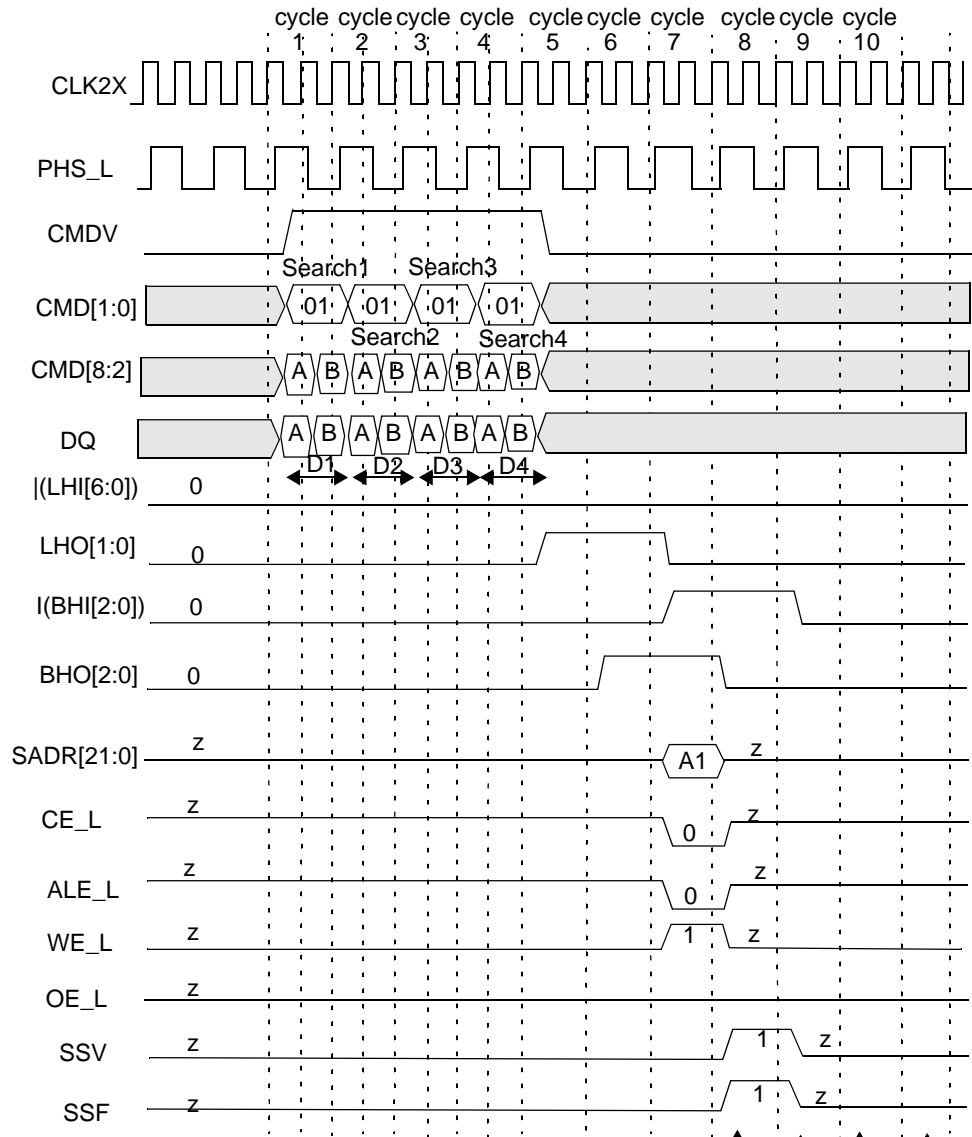 cycle cycle cycle cycle cycle cycle cycle cycle cycle cycle
1 2 3 4 5 6 7 8 9 10
CLK2X
PHS_L
CMDV
Search1 Search3
CMD[1:0] 01 01 01 01
Search2 Search4
CMD[8:2] A B A B A B A B
DQ A B A B A B A B
D1 D2 D3 D4
|(LHI[6:0]) 0
LHO[1:0] 0
I(BHI[2:0]) 0
BHO[2:0] 0
SADR[21:0] z A1 z
CE_L z 0 z
ALE_L z 0 z
WE_L z 1 z
OE_L z
SSV z 1 z
SSF z 1 z